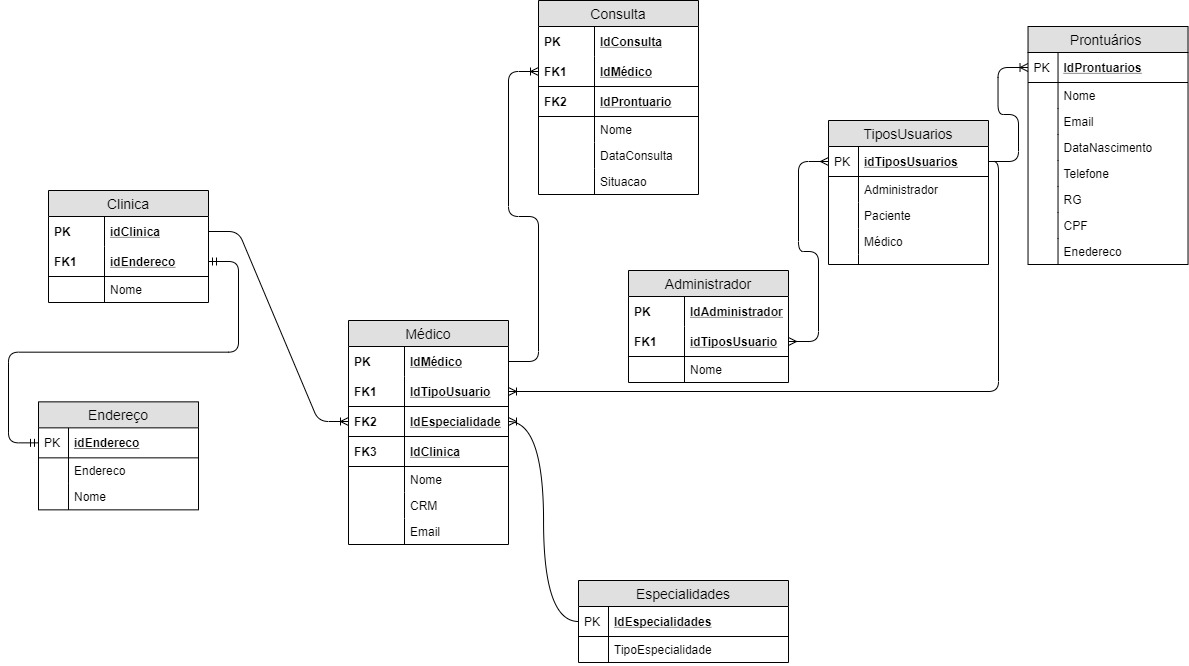 Consulta
PK IdConsulta
FK1 IdMédico
FK2 IdProntuario
Nome
DataConsulta
Situacao
Prontuários
PK IdProntuarios
Nome
Email
DataNascimento
Telefone
RG
CPF
Enedereco
TiposUsuarios
PK idTiposUsuarios
Administrador
Paciente
Médico
Clinica
PK idClinica
FK1 idEndereco
Nome
Administrador
PK IdAdministrador
FK1 idTiposUsuario
Nome
Médico
PK IdMédico
FK1 IdTipoUsuario
FK2 IdEspecialidade
FK3 IdClinica
Nome
CRM
Email
Endereço
PK idEndereco
Endereco
Nome
Especialidades
PK IdEspecialidades
TipoEspecialidade